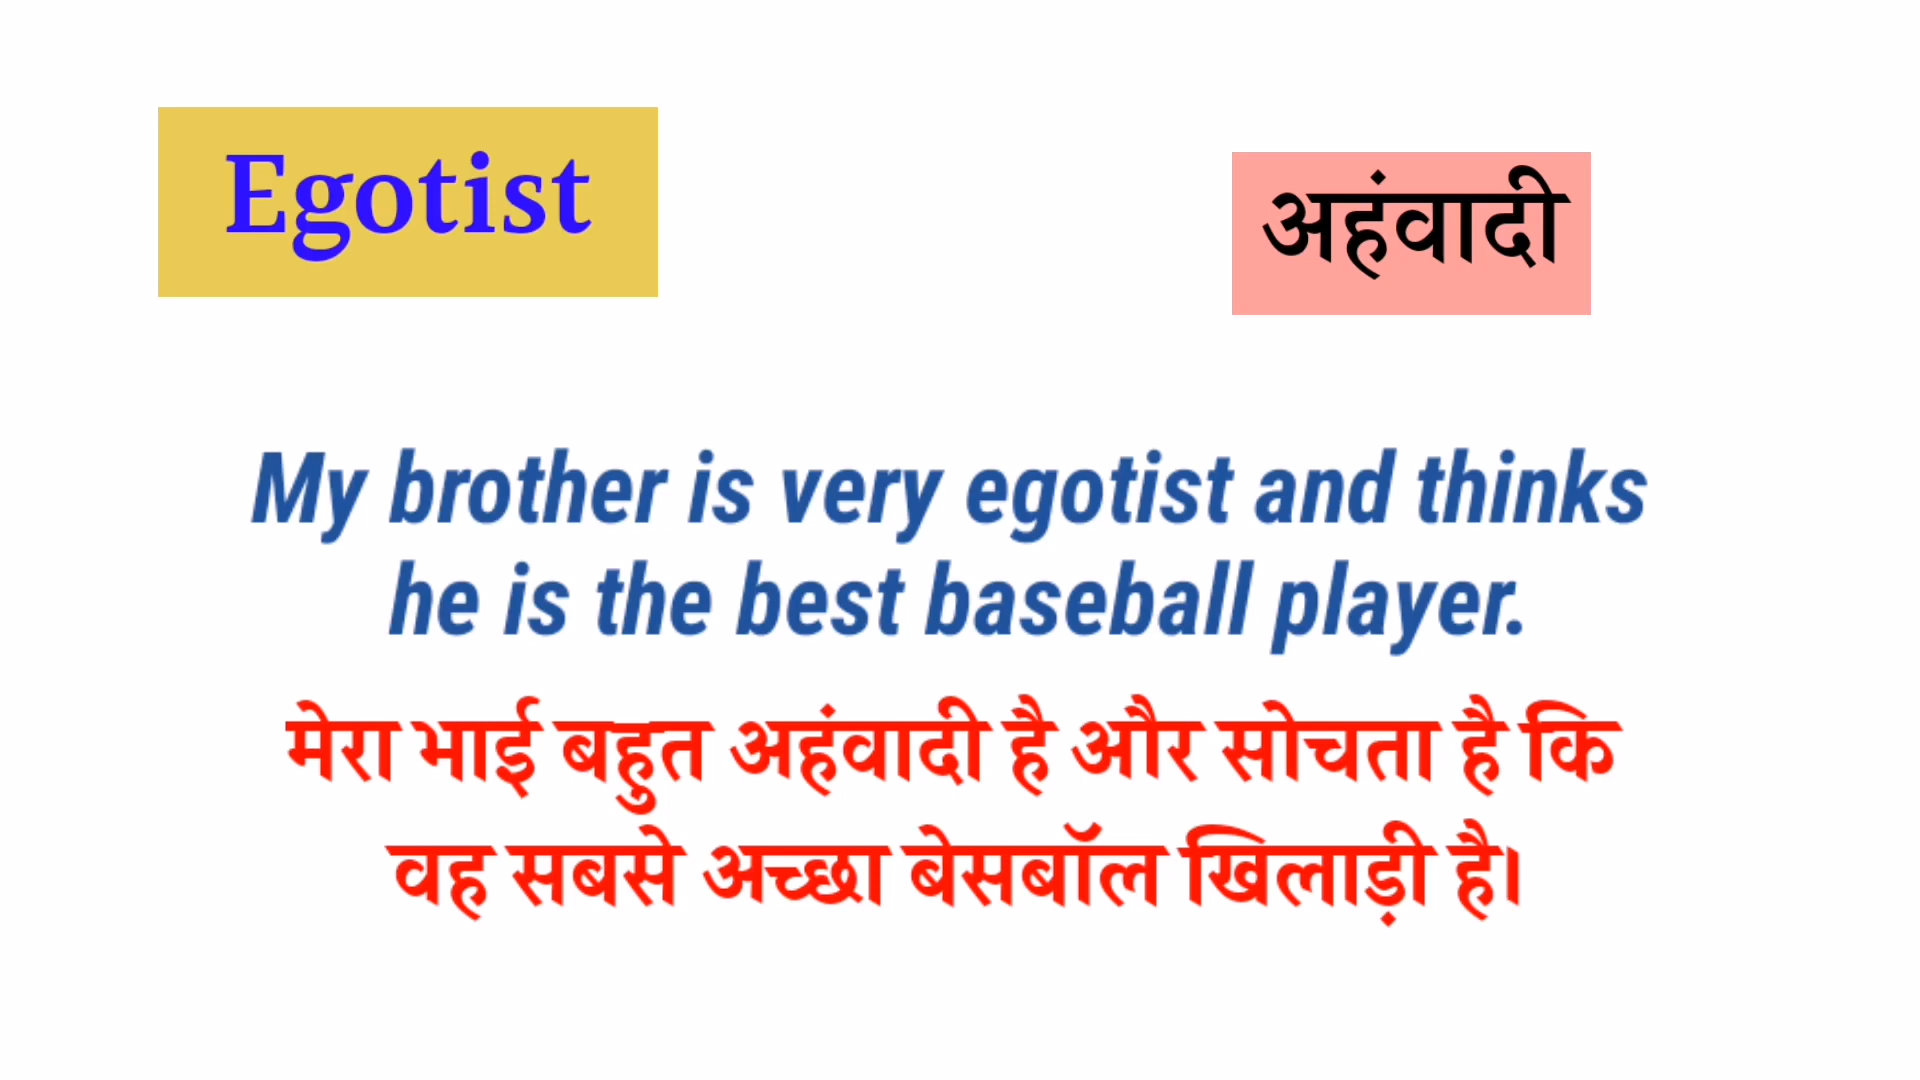 Egotist
अहंवादी
My brother is very egotist and thinks
he is the best baseball player.
मेरा भाई बहुत अहंवादी है और सोचता है कि
वह सबसे अच्छा बेसबॉल खिलाड़ी है।